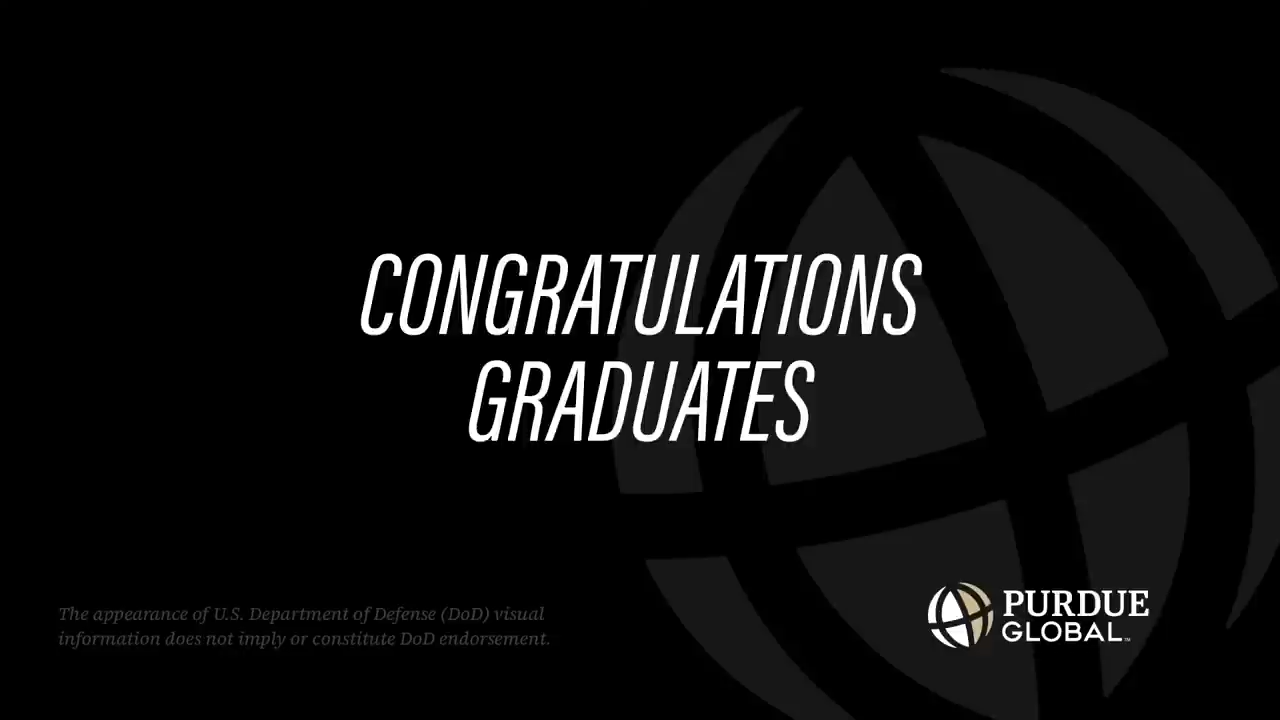 CONGRATULATIONS
GRADUATES
The appearance of U.S. Department of Defense (DoD) visual
information does not imply or constitute DoD endorsement.
PURDUE
GLOBAL™